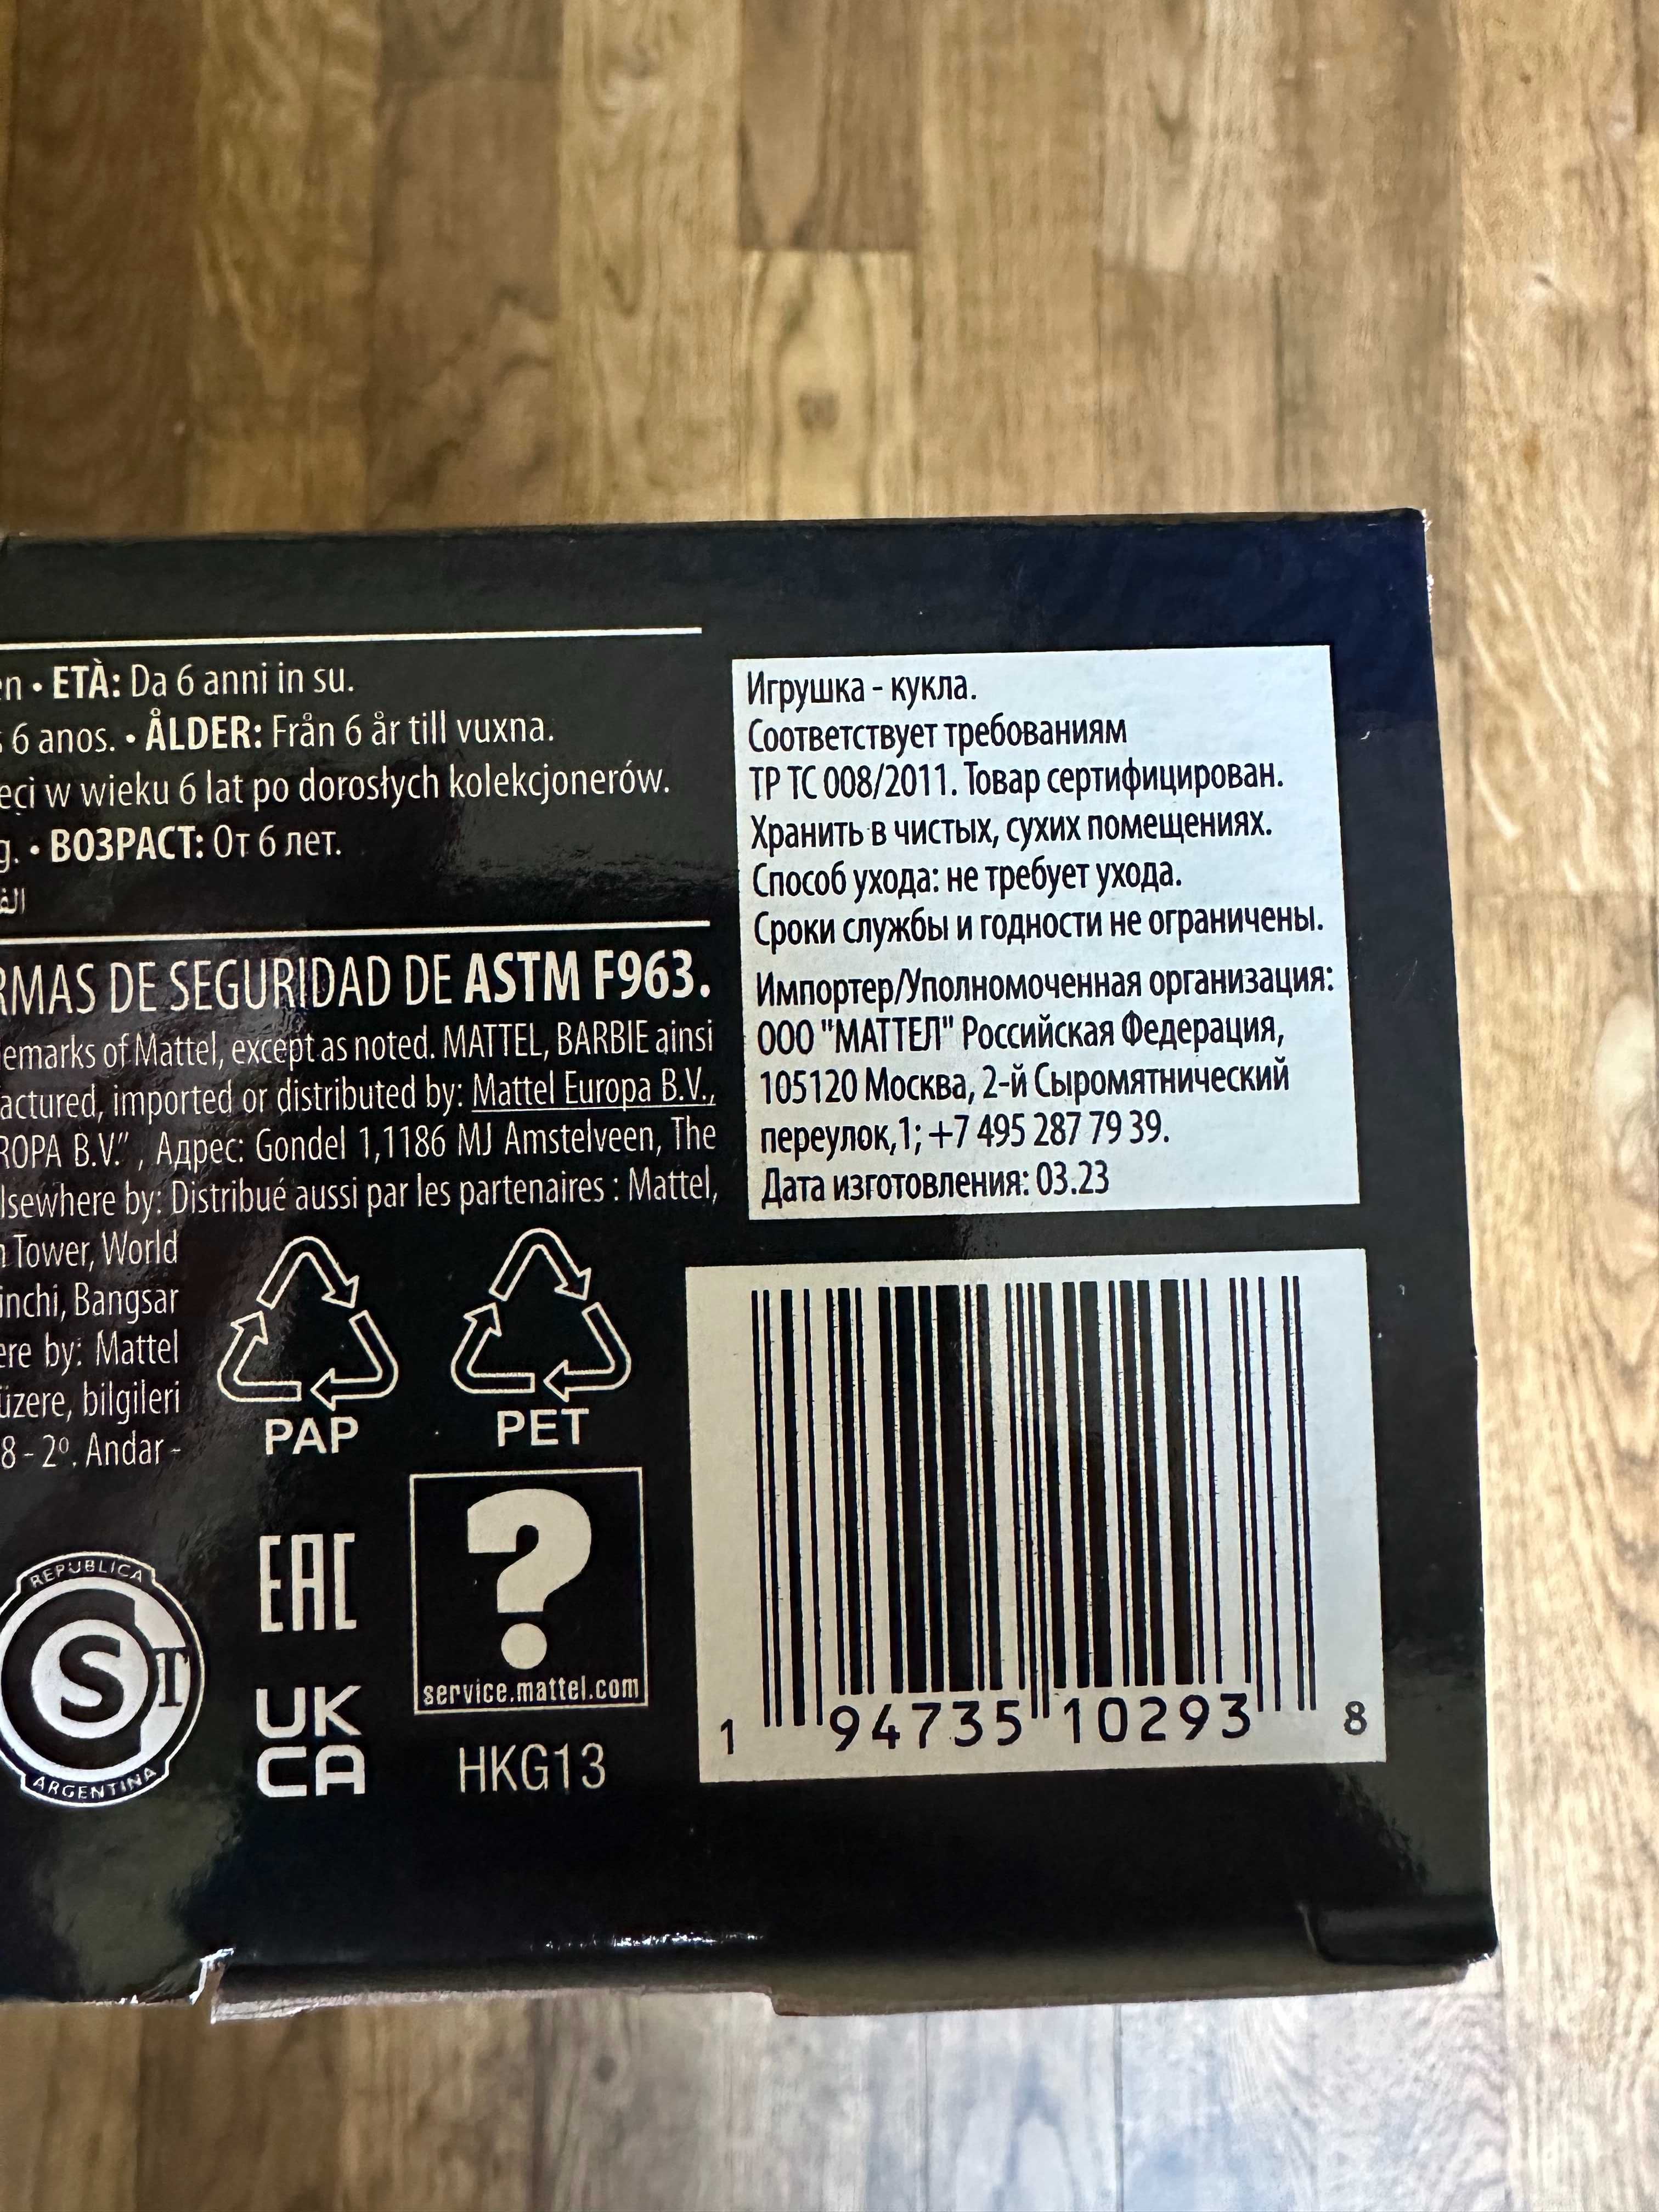 en • ETÀ: Da 6 anni in su.
6 anos. • ÅLDER: Från 6 år till vuxna.
eci w wieku 6 lat po dorosłych kolekcjonerów.
g. • ВОЗРАСТ: От 6 лет.
RMAS DE SEGURIDAD DE ASTM F963.
emarks of Mattel, except as noted. MATTEL, BARBIE ainsi
actured, imported or distributed by: Mattel Europa B.V.,
ROPA B.V.", Адрес: Gondel 1,1186 MJ Amstelveen, The
lsewhere by: Distribué aussi par les partenaires : Mattel,
Tower, World
inchi, Bangsar
ere by: Mattel
üzere, bilgileri
8 - 2º. Andar -
PAP
PET
REPUBLICA
S T
ARGENTINA
EAC
UK
CA
?
service.mattel.com
HKG13
Игрушка - кукла.
Соответствует требованиям
ТР ТС 008/2011. Товар сертифицирован.
Хранить в чистых, сухих помещениях.
Способ ухода: не требует ухода.
Сроки службы и годности не ограничены.
Импортер/Уполномоченная организация:
ООО "МАТТЕЛ" Российская Федерация,
105120 Москва, 2-й Сыромятнический
переулок,1; +7 495 287 79 39.
Дата изготовления: 03.23
1 94735 10293 8